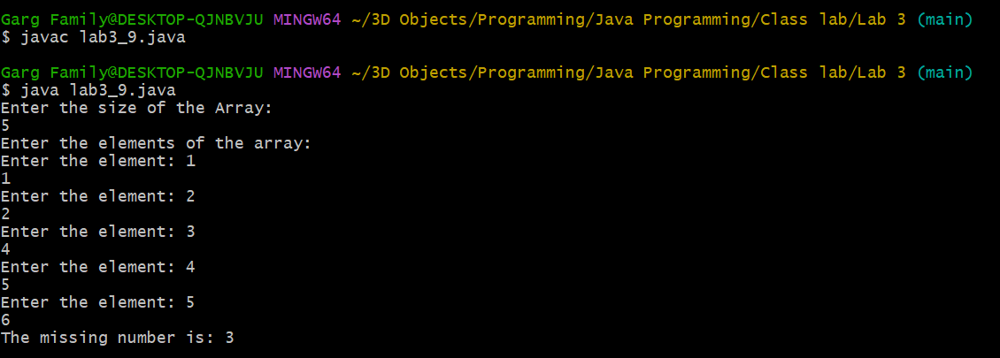 Garg Family@DESKTOP-QJNBVJU MINGW64 ~/3D Objects/Programming/Java Programming/Class lab/Lab 3 (main)
$ javac lab3_9.java
Garg Family@DESKTOP-QJNBVJU MINGW64 ~/3D Objects/Programming/Java Programming/Class lab/Lab 3 (main)
$ java lab3_9.java
Enter the size of the Array:
5
Enter the elements of the array:
Enter the element: 1
1
Enter the element: 2
2
Enter the element: 3
4
Enter the element: 4
5
Enter the element: 5
6
The missing number is: 3